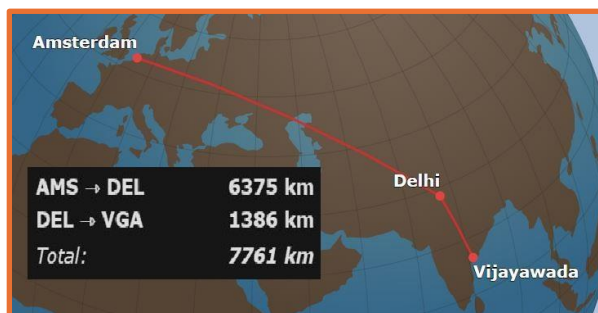 Amsterdam
Delhi
AMS → DEL 6375 km
DEL → VGA 1386 km
Total: 7761 km
Vijayawada